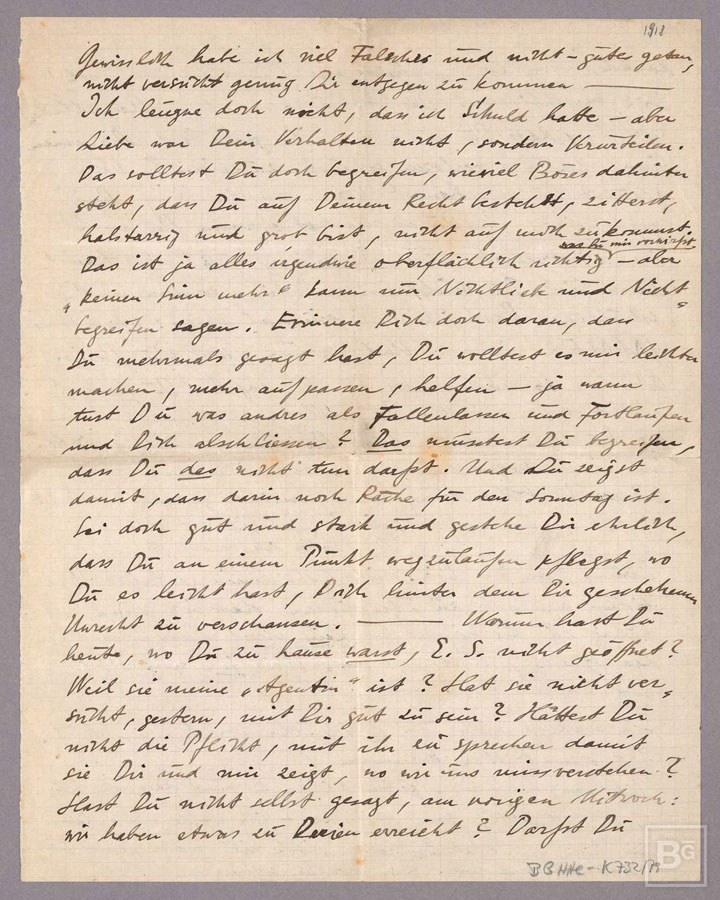 1918
Gewisslich habe ich viel Falsches und nicht-gutes getan,
nicht versucht genug Dir entgegen zu kommen ———
Ich leugne doch nicht, dass ich Schuld hatte – aber
Liebe war Dein Verhalten nicht, sondern Verurteilen.
Das solltest Du doch begreifen, wieviel Böses dahinter
steht, dass Du auf Deinem Recht bestehst, zitterst,
halsstarrig und grob bist, nicht auf mich zukommst.
was Du mir vorwirfst
Das ist ja alles irgendwie oberflächlich richtig – aber
„keinen Sinn mehr“ kann nur Nichtblick und Nicht-
begreifen sagen. Erinnere Dich doch daran, dass
Du mehrmals gesagt hast, Du wolltest es mir leichter
machen, mehr aufpassen, helfen – ja wann
tust Du was andres als Fallenlassen und Fortlaufen
und Dich abschliessen? Das müsstest Du begreifen,
dass Du das nicht tun darfst. Und Du zeigst
damit, dass darin noch Rache für den Sonntag ist.
Sei doch gut und stark und gestehe Dir ehrlich,
dass Du an einem Punkt wegzulaufen pflegst, wo
Du es leicht hast, Dich hinter dem Dir geschehenen
Unrecht zu verschanzen. ——— Warum hast Du
heute, wo Du zu hause warst, E. S. nicht geöffnet?
Weil sie meine „Agentin“ ist? Hat sie nicht ver-
sucht, gestern, mit Dir gut zu sein? Hättest Du
nicht die Pflicht, mit ihr zu sprechen damit
sie Dir und mir zeigt, wo wir uns missverstehen?
Hast Du nicht selbst gesagt, am vorigen Mittwoch:
wir haben etwas zu Dreien erreicht? Darfst Du
BG HHC-K 732/79
BG